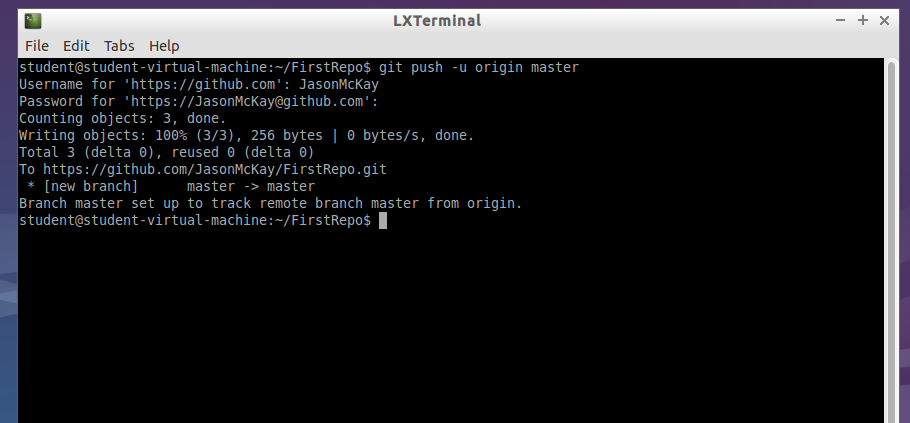 LXTerminal
File Edit Tabs Help
student@student-virtual-machine:~/FirstRepo$ git push -u origin master
Username for 'https://github.com': JasonMcKay
Password for 'https://JasonMcKay@github.com':
Counting objects: 3, done.
Writing objects: 100% (3/3), 256 bytes | 0 bytes/s, done.
Total 3 (delta 0), reused 0 (delta 0)
To https://github.com/JasonMcKay/FirstRepo.git
 * [new branch]      master -> master
Branch master set up to track remote branch master from origin.
student@student-virtual-machine:~/FirstRepo$